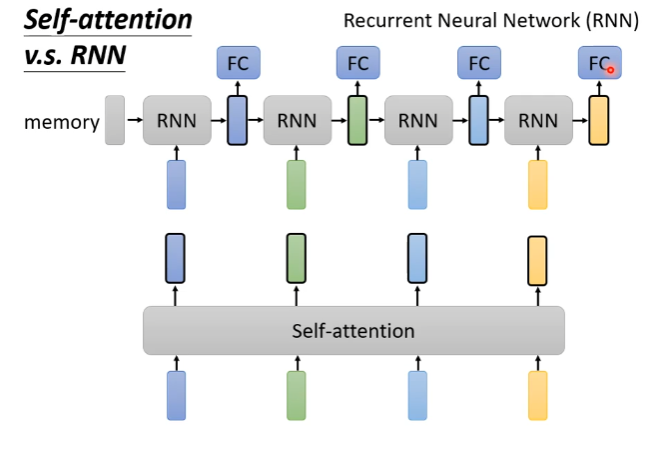 Self-attention
v.s. RNN
Recurrent Neural Network (RNN)
FC FC FC FC
memory RNN RNN RNN RNN
Self-attention